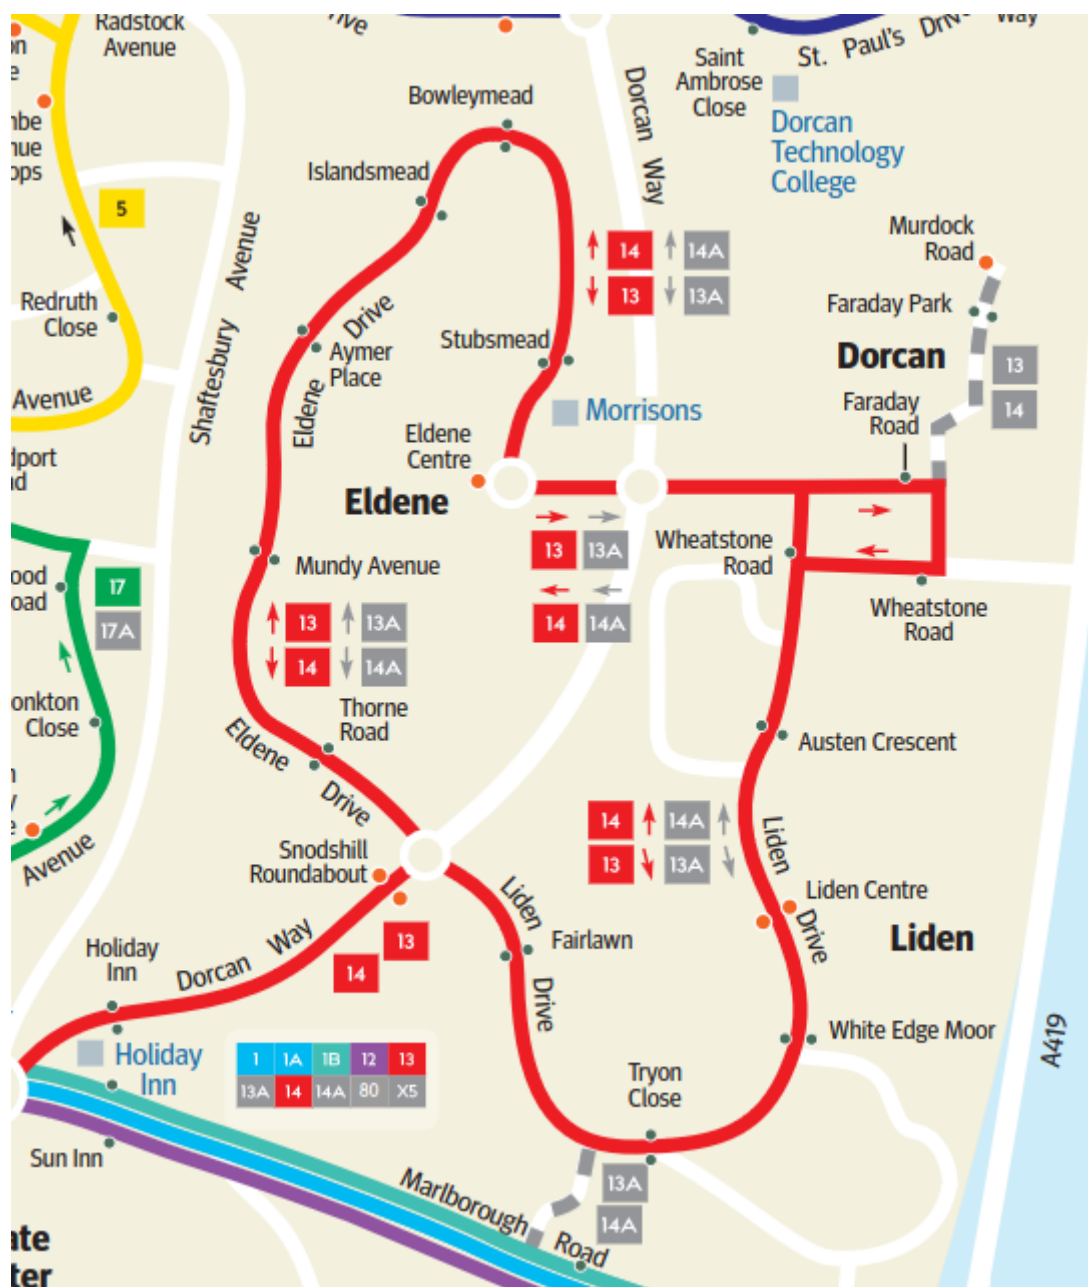 Radstock
Avenue
Drive
Way
St. Paul's Drive
Saint
Ambrose
Close
Dorcan Way
Dorcan
Technology
College
Bowleymead
Islandsmead
5
Shaftesbury Avenue
Redruth
Close
Avenue
14
14A
13
13A
Murdock
Road
Faraday Park
Dorcan
13
14
Faraday
Road
Stubsmead
Morrisons
Eldene Drive
Aymer
Place
Eldene
Centre
Eldene
13
13A
14
14A
Wheatstone
Road
Wheatstone
Road
Mundy Avenue
17
17A
13
13A
14
14A
Thorne
Road
Close
Eldene Drive
Austen Crescent
14
14A
13
13A
Avenue
Snodshill
Roundabout
Liden Drive
Liden Centre
Liden
Liden Drive
Fairlawn
13
14
Holiday
Inn
Dorcan Way
White Edge Moor
A419
Holiday
Inn
1 1A 1B 12 13
13A 14 14A 80 X5
Tryon
Close
Sun Inn
13A
14A
Marlborough Road